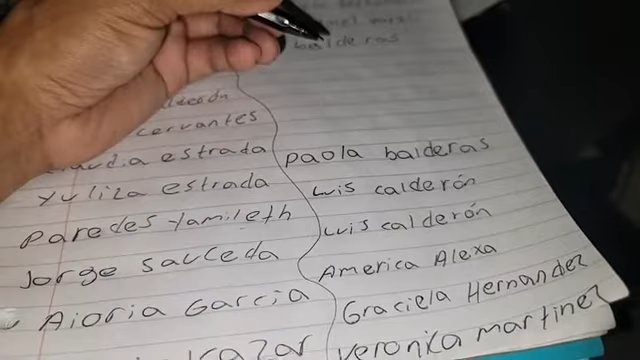 balderas
cervantes
estrada
paola balderas
Yuliza estrada
Luis calderón
Paredes Yamileth
Luis calderón
Jorge Sauceda
America Alexa
Aioria Garcia
Graciela Hernandez
veronica martinez